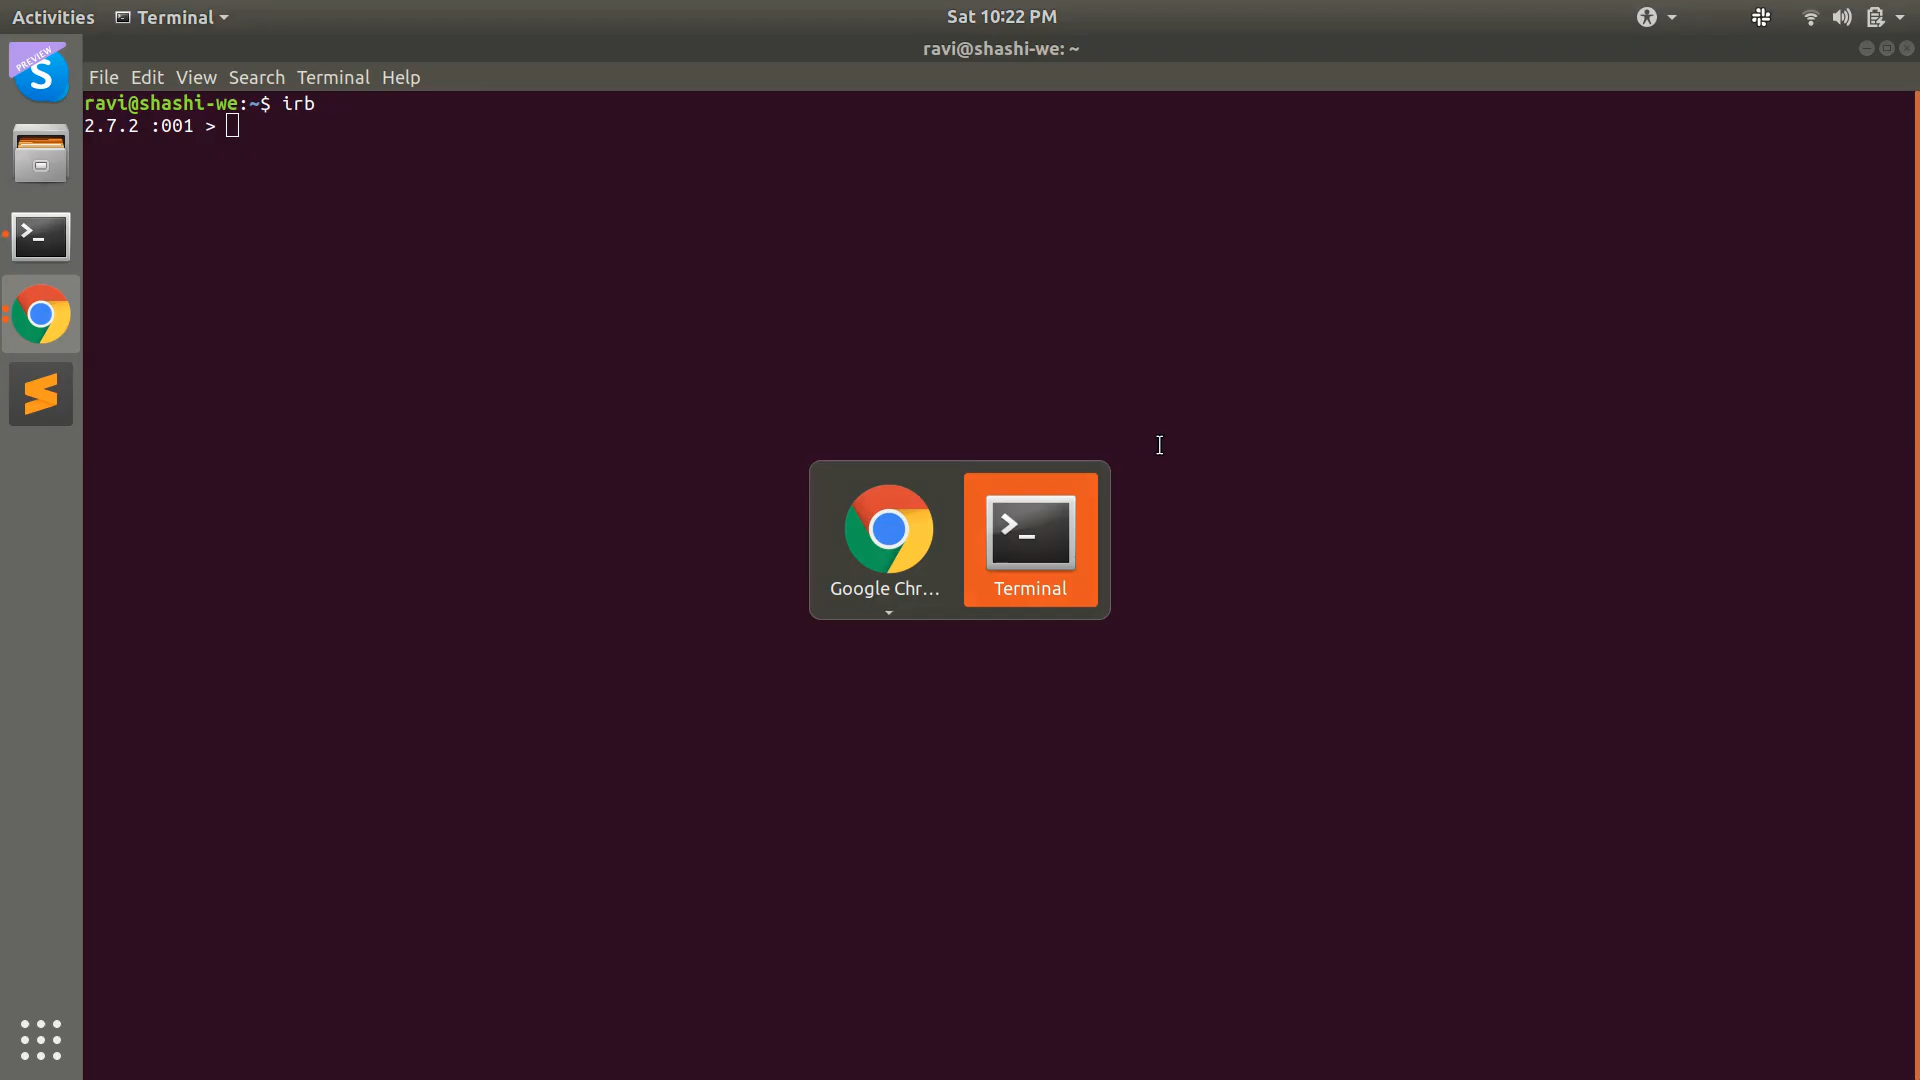 Activities Terminal Sat 10:22 PM
ravi@shashi-we: ~
PREVIEW
S
File Edit View Search Terminal Help
ravi@shashi-we:~$ irb
2.7.2 :001 >
Google Chr... Terminal